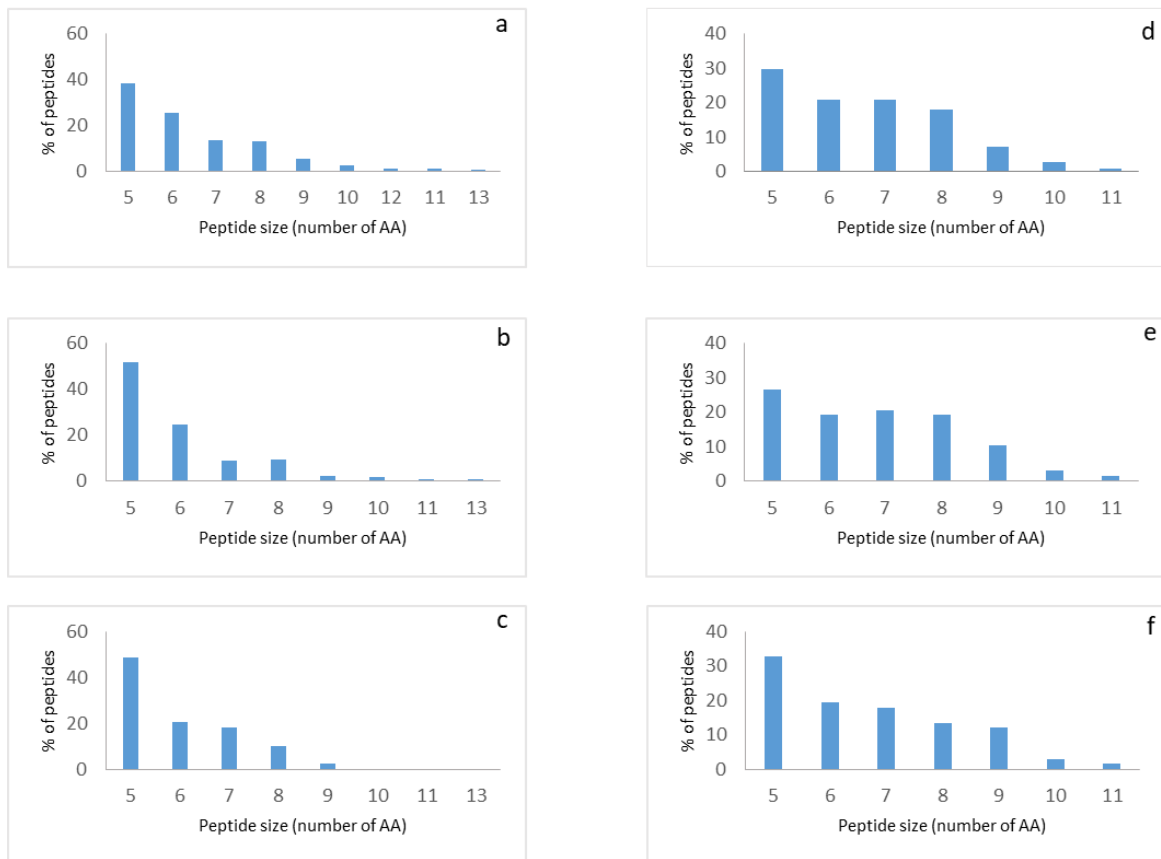 a
% of peptides
60
40
20
0
5 6 7 8 9 10 12 11 13
Peptide size (number of AA)
d
% of peptides
40
30
20
10
0
5 6 7 8 9 10 11
Peptide size (number of AA)
b
% of peptides
60
40
20
0
5 6 7 8 9 10 11 13
Peptide size (number of AA)
e
% of peptides
40
30
20
10
0
5 6 7 8 9 10 11
Peptide size (number of AA)
c
% of peptides
60
40
20
0
5 6 7 8 9 10 11 13
Peptide size (number of AA)
f
% of peptides
40
30
20
10
0
5 6 7 8 9 10 11
Peptide size (number of AA)